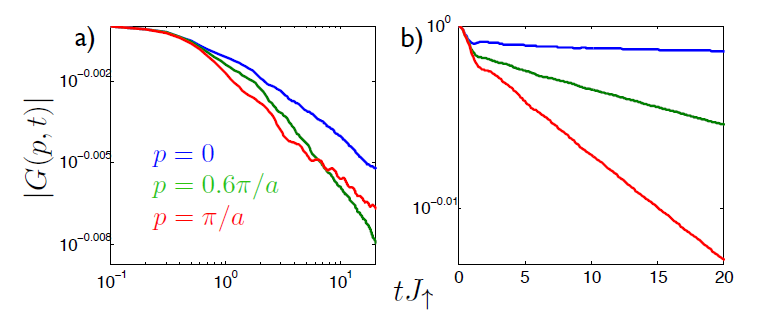 a)
b)
|G(p, t)|
10^0
10^{-0.002}
10^{-0.005}
10^{-0.008}
p = 0
p = 0.6π/a
p = π/a
10^{-1} 10^0 10^1
10^{-0.01}
0 5 10 15 20
tJ_↑